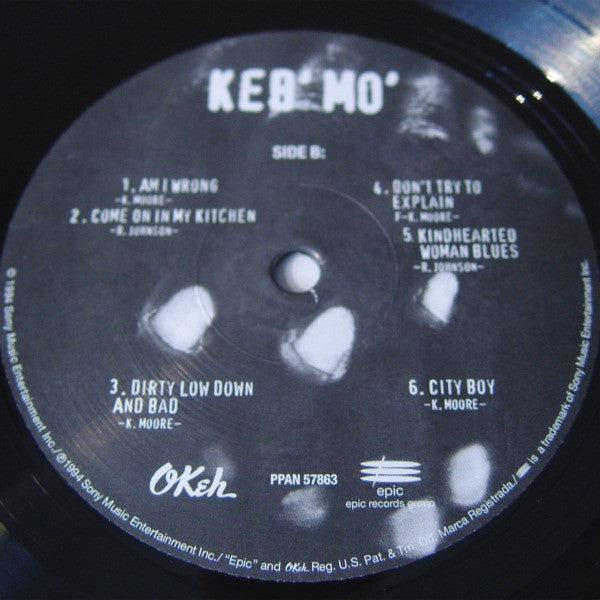 KEB' MO'
SIDE B:
1. AM I WRONG
-K. MOORE-
2. COME ON IN MY KITCHEN
-R. JOHNSON-
3. DIRTY LOW DOWN
AND BAD
-K. MOORE-
4. DON'T TRY TO
EXPLAIN
F-K. MOORE-
5. KINDHEARTED
WOMAN BLUES
-R. JOHNSON-
6. CITY BOY
-K. MOORE-
OKeh
PPAN 57863
epic
epic records group
© 1994 Sony Music Entertainment Inc./℗ 1994 Sony Music Entertainment Inc./ "Epic" and OKeh Reg. U.S. Pat. & Tm. Off. Marca Registrada./ is a trademark of Sony Music Entertainment Inc.